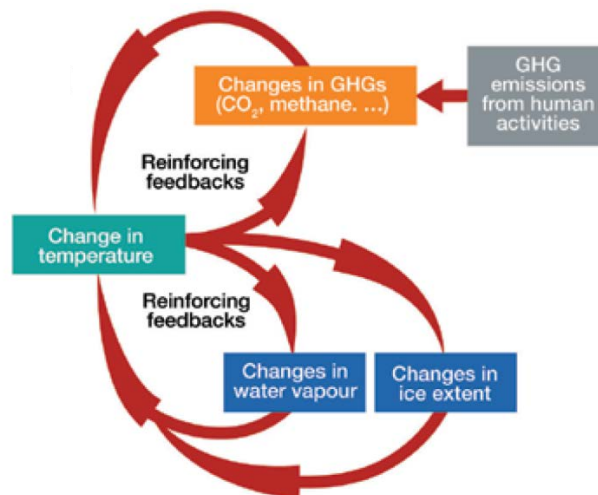 Changes in GHGs
(CO₂, methane. ...)
GHG
emissions
from human
activities
Reinforcing
feedbacks
Change in
temperature
Reinforcing
feedbacks
Changes in
water vapour
Changes in
ice extent